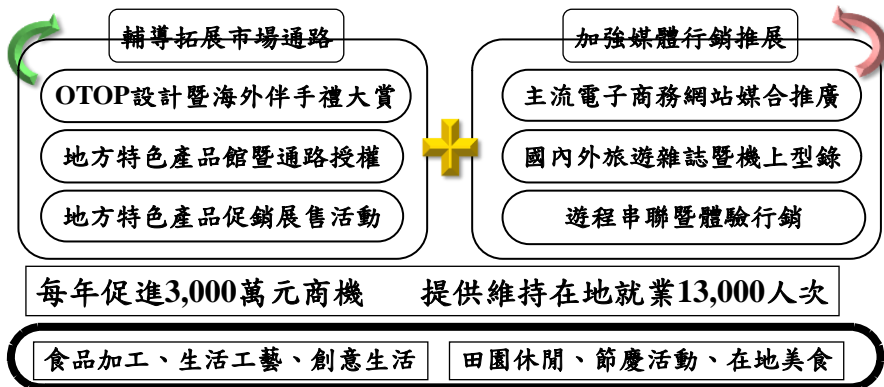 輔導拓展市場通路
OTOP設計暨海外伴手禮大賞
地方特色產品館暨通路授權
地方特色產品促銷展售活動
加強媒體行銷推展
主流電子商務網站媒合推廣
國內外旅遊雜誌暨機上型錄
遊程串聯暨體驗行銷
每年促進3,000萬元商機 提供維持在地就業13,000人次
食品加工、生活工藝、創意生活 田園休閒、節慶活動、在地美食